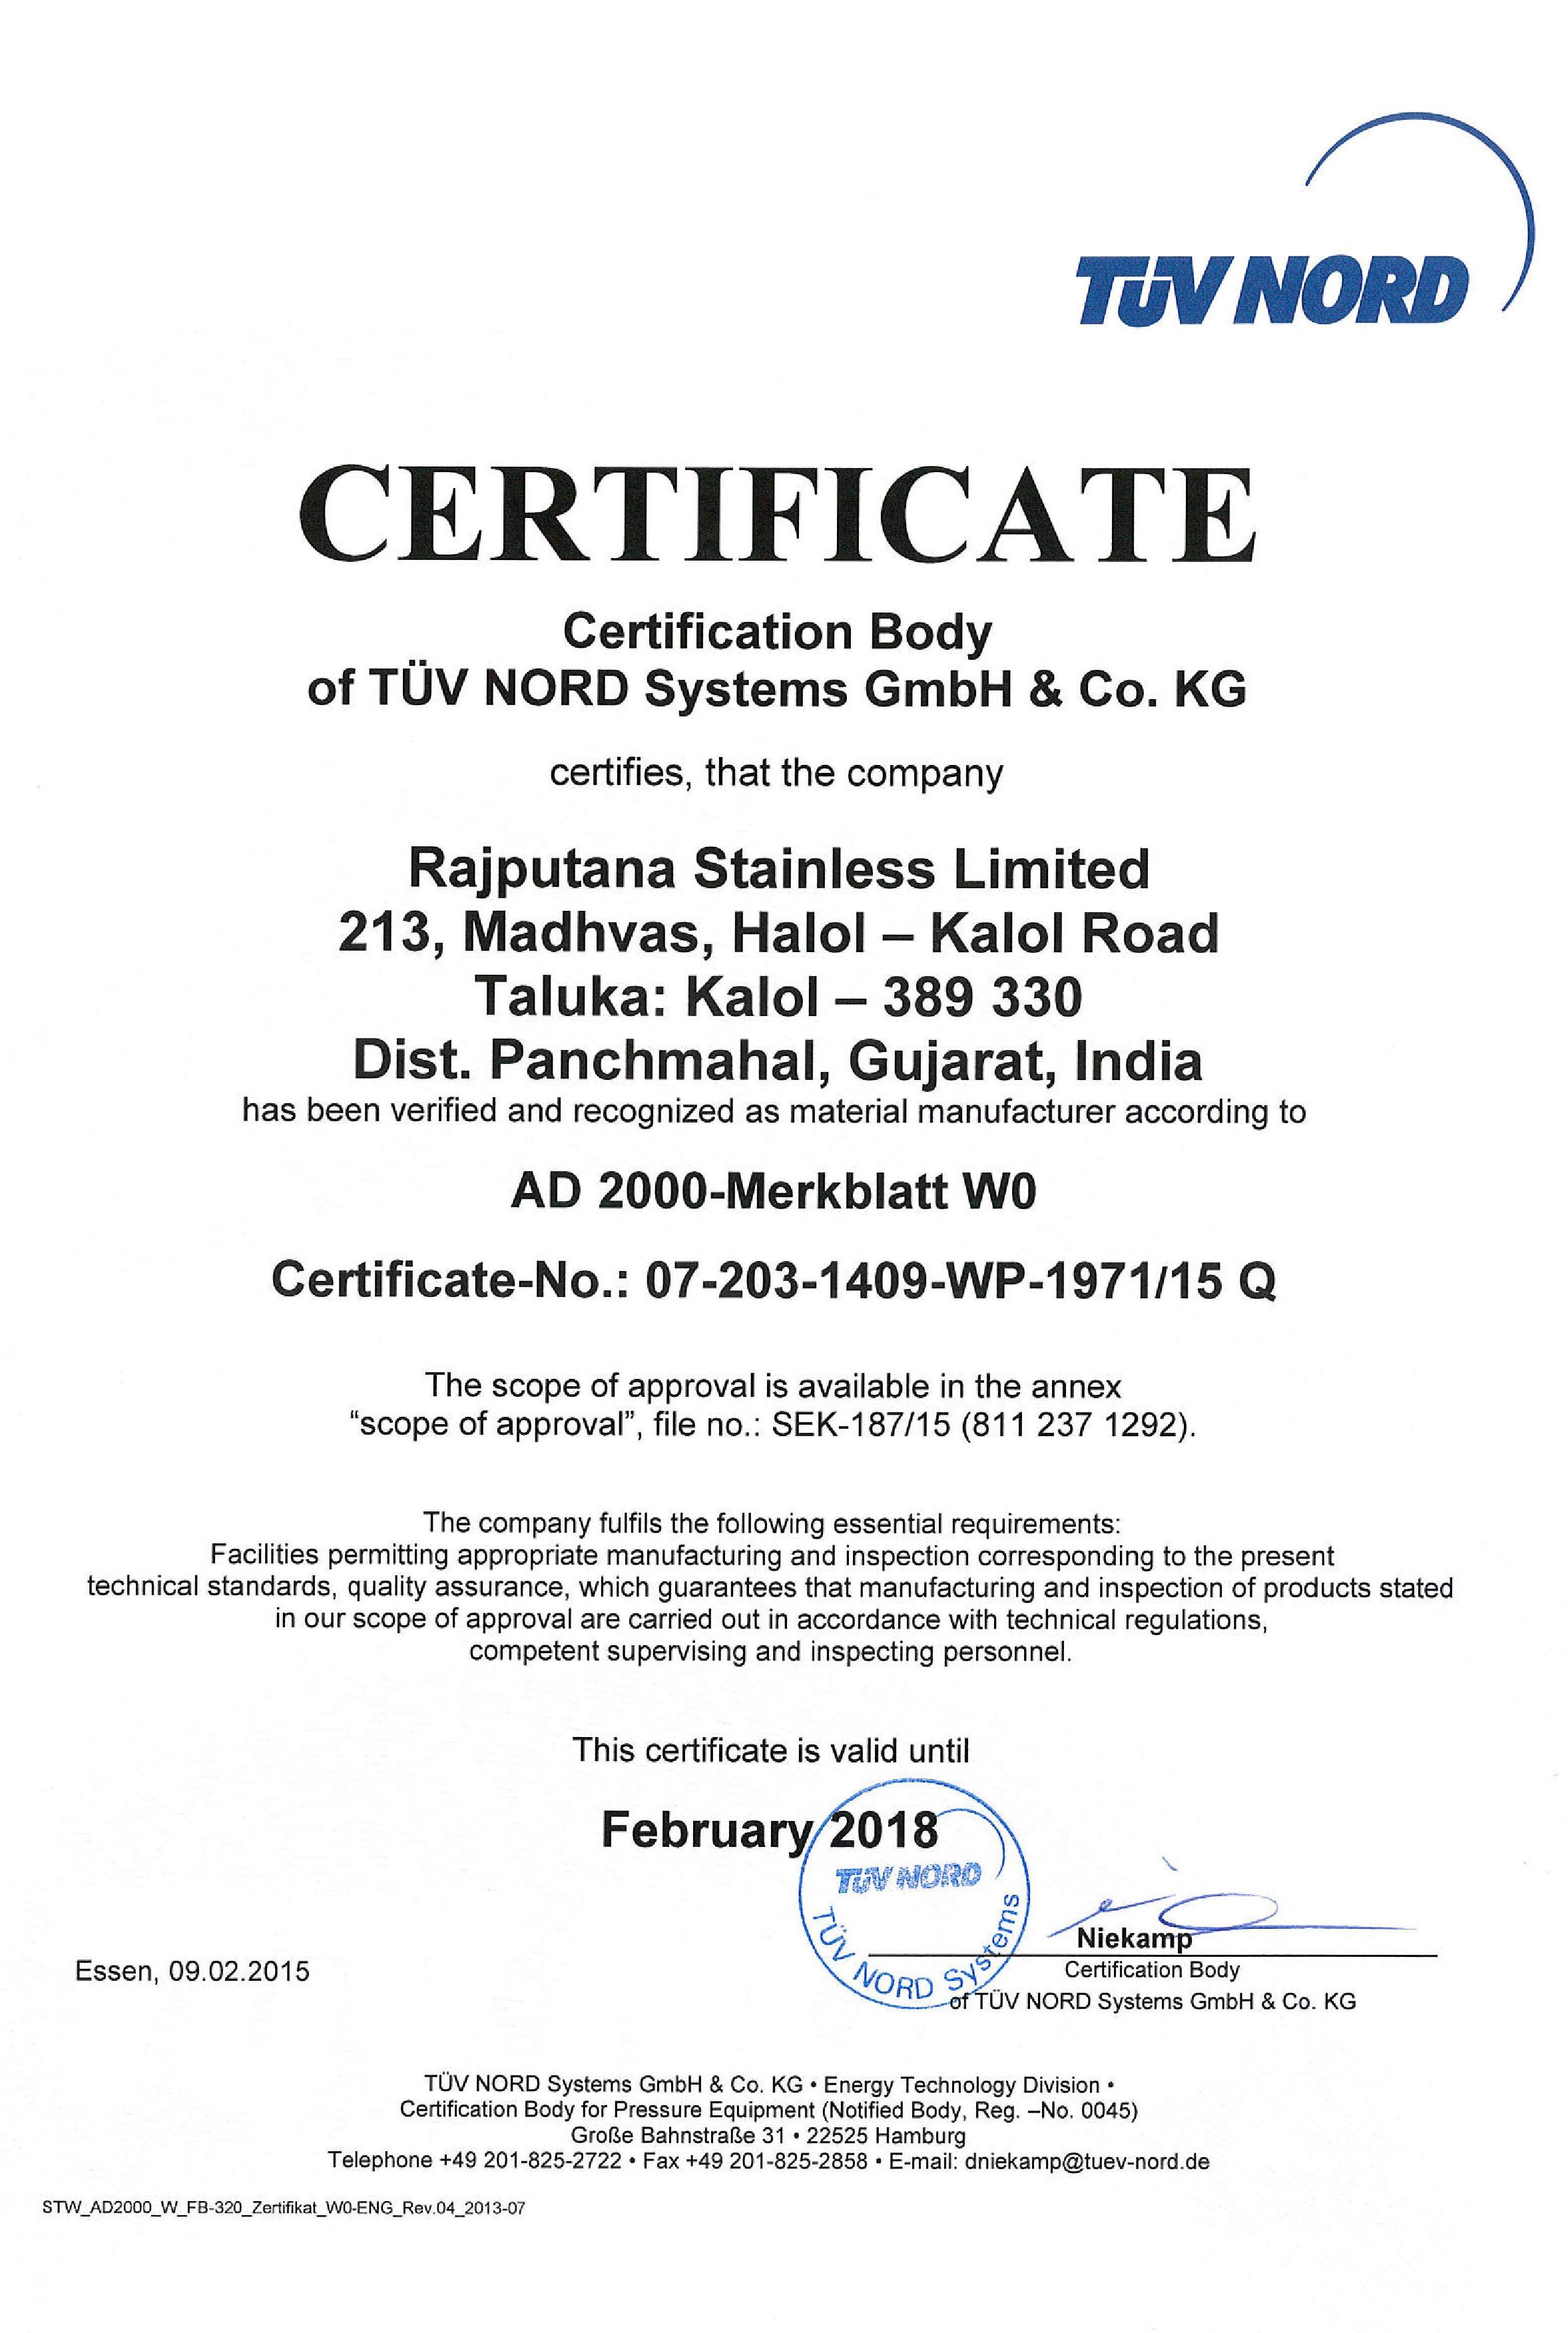 TÜV NORD
CERTIFICATE
Certification Body
of TÜV NORD Systems GmbH & Co. KG
certifies, that the company
Rajputana Stainless Limited
213, Madhvas, Halol – Kalol Road
Taluka: Kalol – 389 330
Dist. Panchmahal, Gujarat, India
has been verified and recognized as material manufacturer according to
AD 2000-Merkblatt W0
Certificate-No.: 07-203-1409-WP-1971/15 Q
The scope of approval is available in the annex
“scope of approval”, file no.: SEK-187/15 (811 237 1292).
The company fulfils the following essential requirements:
Facilities permitting appropriate manufacturing and inspection corresponding to the present
technical standards, quality assurance, which guarantees that manufacturing and inspection of products stated
in our scope of approval are carried out in accordance with technical regulations,
competent supervising and inspecting personnel.
This certificate is valid until
February 2018
TÜV NORD
TÜV NORD Systems
Niekamp
Essen, 09.02.2015
Certification Body
of TÜV NORD Systems GmbH & Co. KG
TÜV NORD Systems GmbH & Co. KG • Energy Technology Division •
Certification Body for Pressure Equipment (Notified Body, Reg. –No. 0045)
Große Bahnstraße 31 • 22525 Hamburg
Telephone +49 201-825-2722 • Fax +49 201-825-2858 • E-mail: dniekamp@tuev-nord.de
STW_AD2000_W_FB-320_Zertifikat_W0-ENG_Rev.04_2013-07